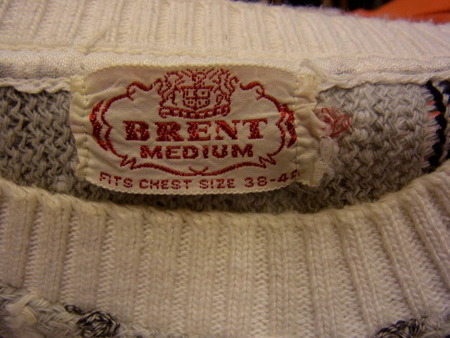 BRENT
MEDIUM
FITS CHEST SIZE 38-40